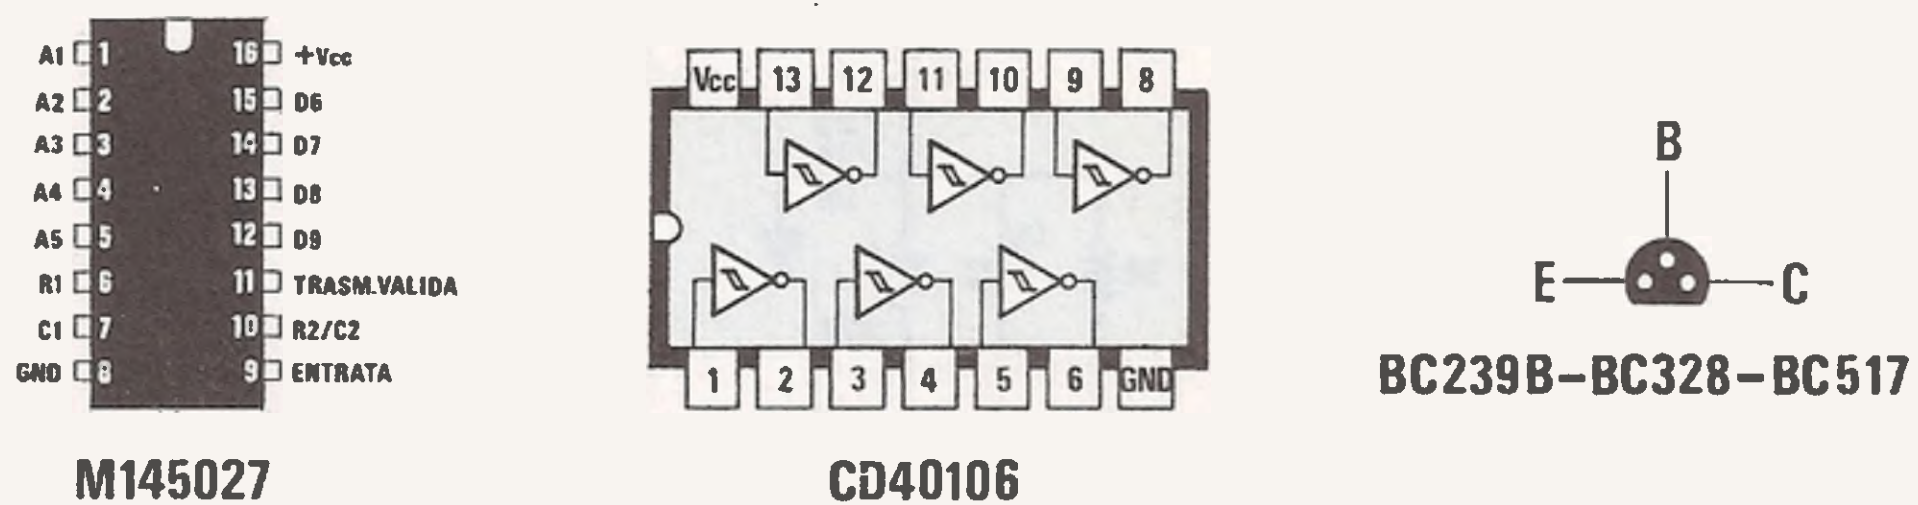 A1 1 16 +Vcc
A2 2 15 D6
A3 3 14 D7
A4 4 13 D8
A5 5 12 D9
R1 6 11 TRASM.VALIDA
C1 7 10 R2/C2
GND 8 9 ENTRATA
M145027
Vcc 13 12 11 10 9 8
1 2 3 4 5 6 GND
CD40106
B
E C
BC239B-BC328-BC517